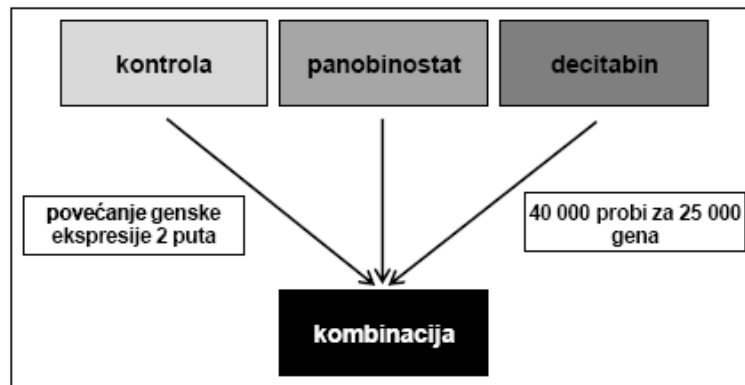 kontrola
panobinostat
decitabin
povećanje genske
ekspresije 2 puta
40 000 probi za 25 000
gena
kombinacija